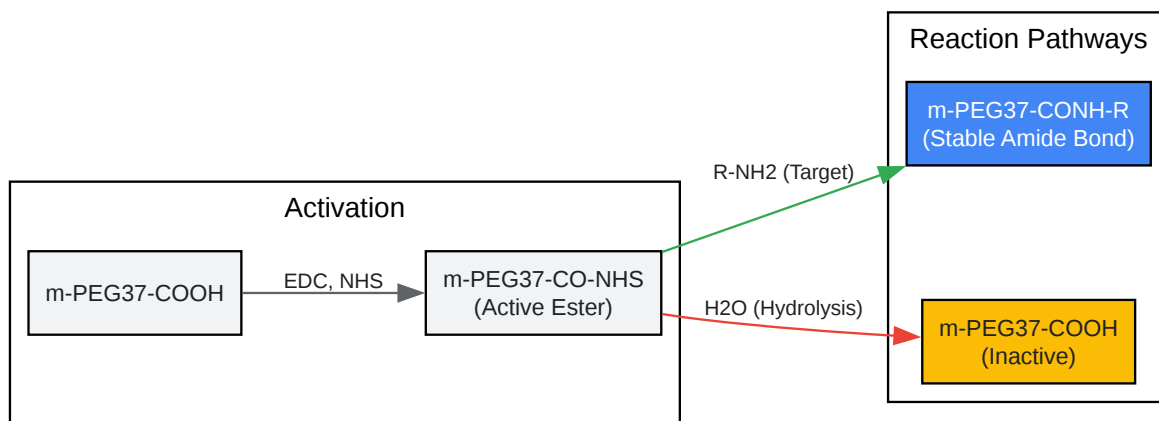 Reaction Pathways
m-PEG37-CONH-R
(Stable Amide Bond)
R-NH2 (Target)
Activation
m-PEG37-COOH
EDC, NHS
m-PEG37-CO-NHS
(Active Ester)
H2O (Hydrolysis)
m-PEG37-COOH
(Inactive)